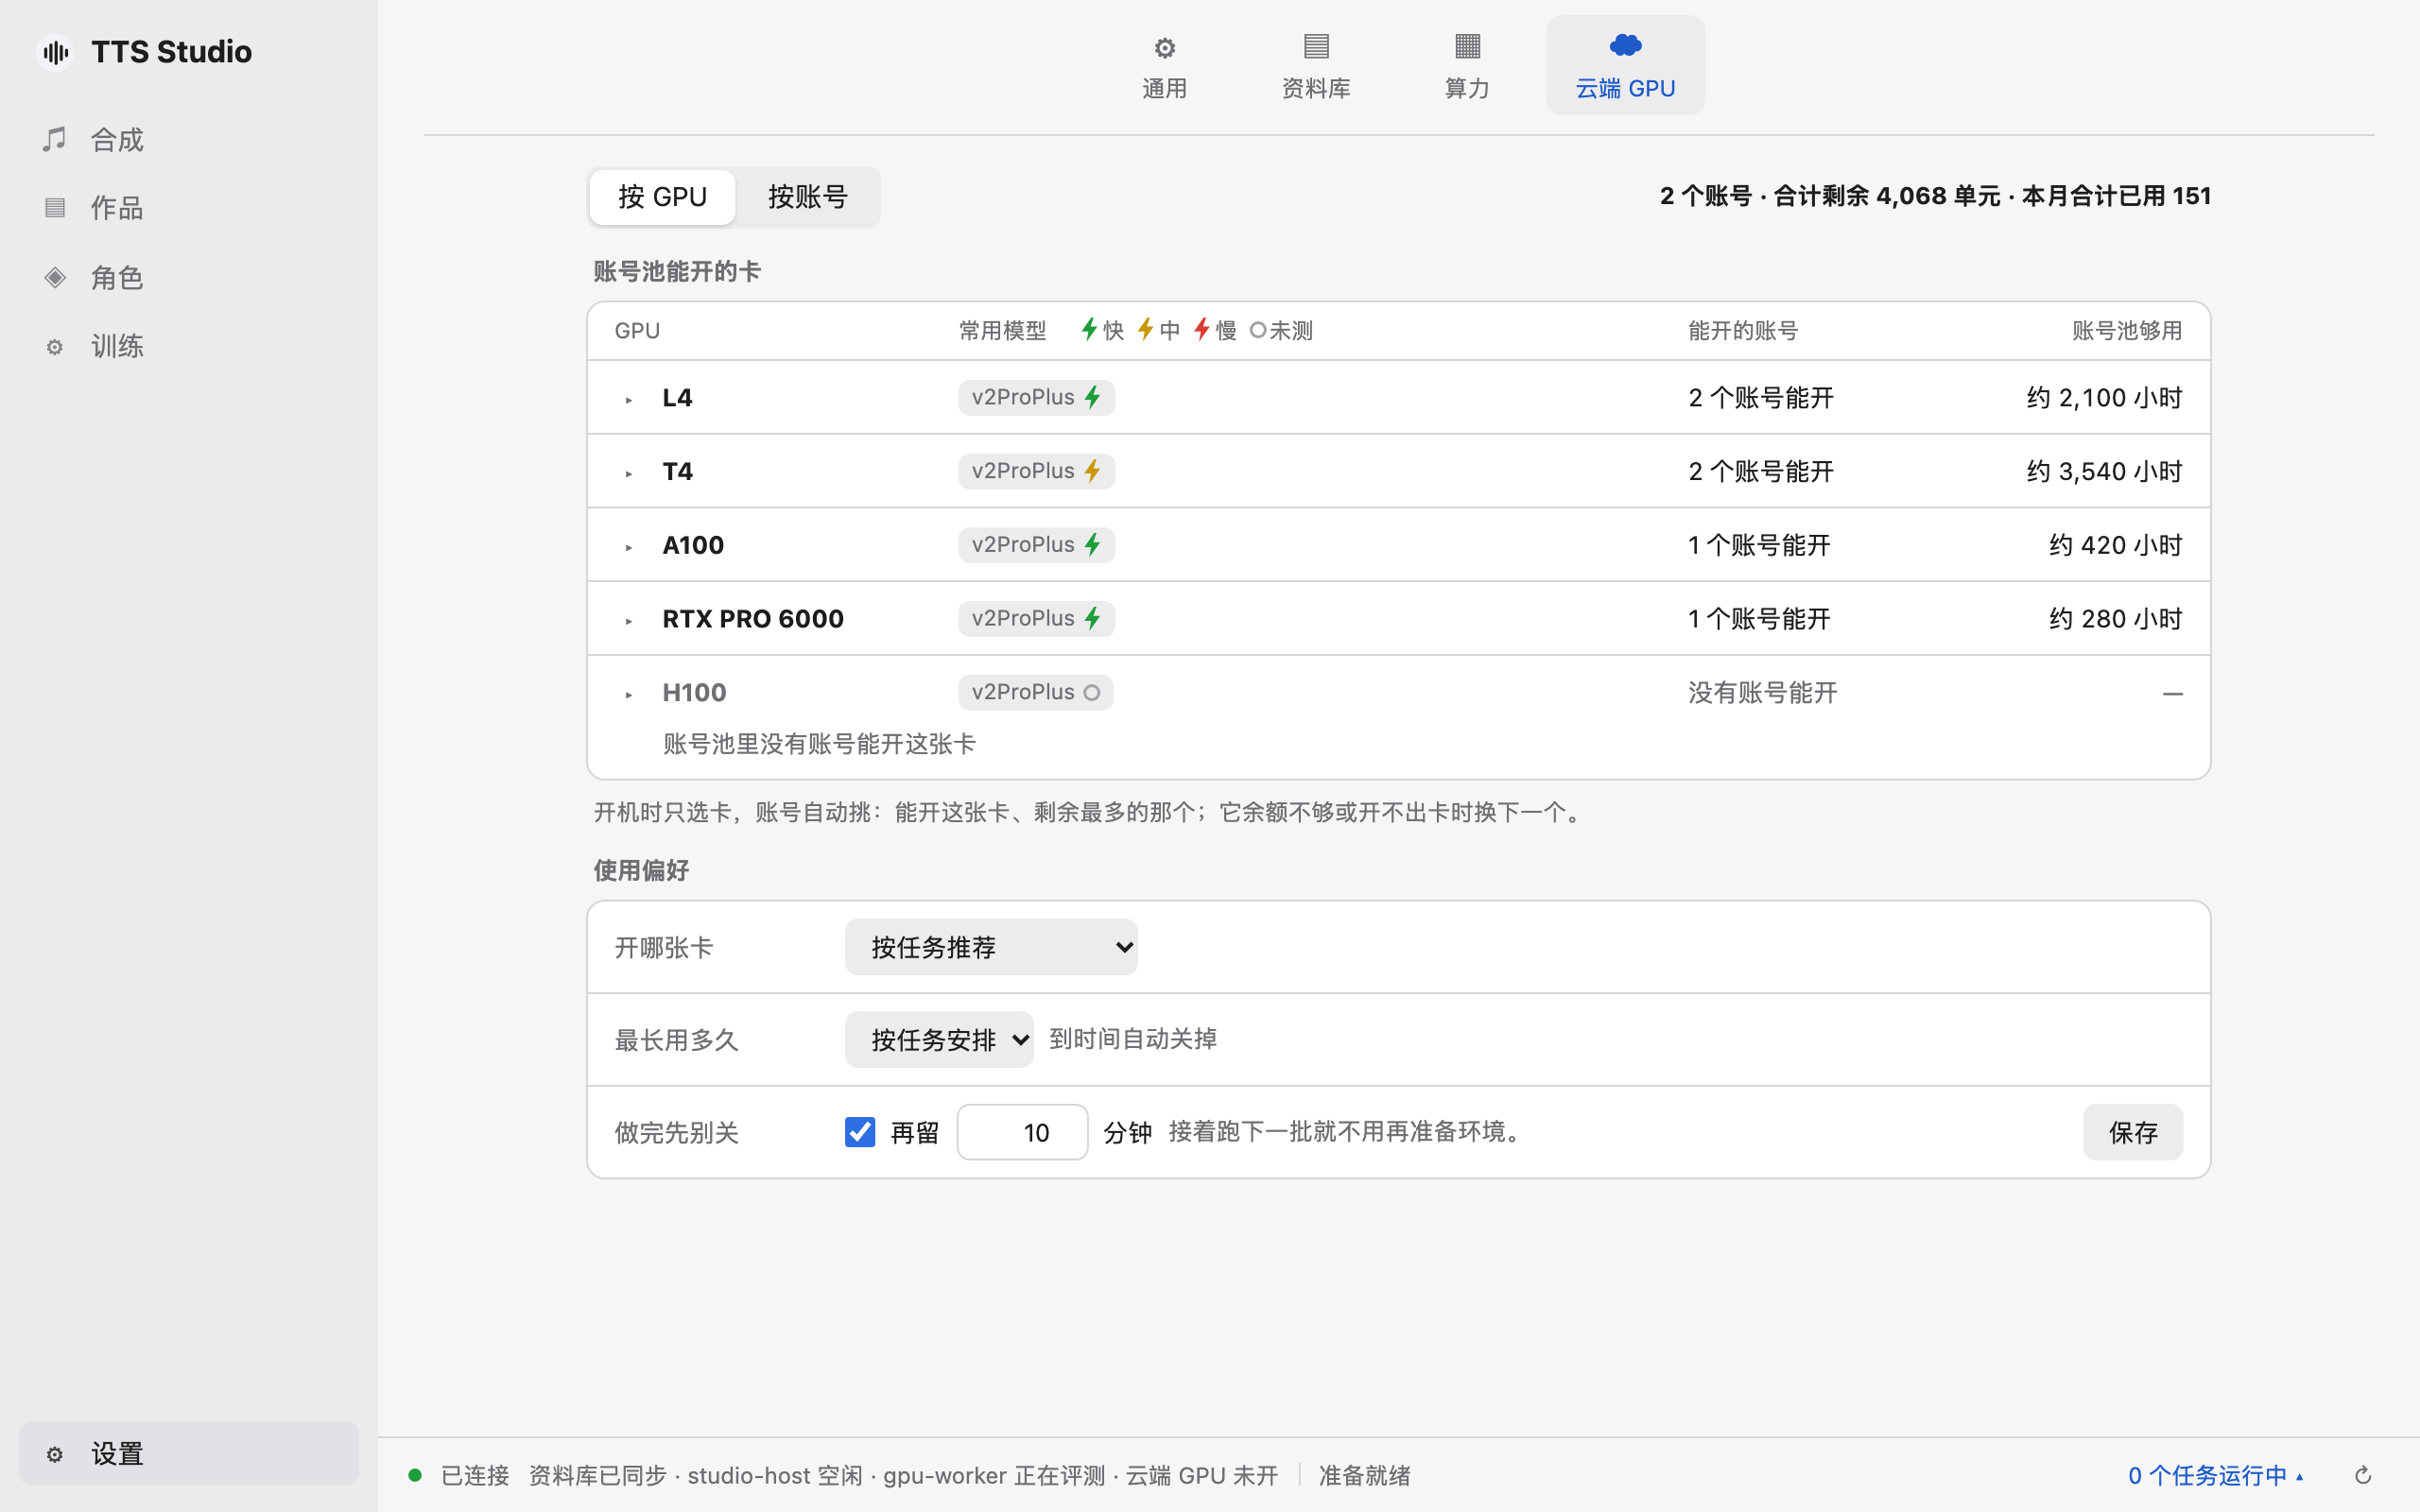 TTS Studio
合成
作品
角色
训练
设置
通用
资料库
算力
云端 GPU
按 GPU 按账号
2 个账号 · 合计剩余 4,068 单元 · 本月合计已用 151
账号池能开的卡
GPU 常用模型 快 中 慢 未测 能开的账号 账号池够用
L4 v2ProPlus 2 个账号能开 约 2,100 小时
T4 v2ProPlus 2 个账号能开 约 3,540 小时
A100 v2ProPlus 1 个账号能开 约 420 小时
RTX PRO 6000 v2ProPlus 1 个账号能开 约 280 小时
H100 v2ProPlus 没有账号能开 —
账号池里没有账号能开这张卡
开机时只选卡，账号自动挑：能开这张卡、剩余最多的那个；它余额不够或开不出卡时换下一个。
使用偏好
开哪张卡 按任务推荐
最长用多久 按任务安排 到时间自动关掉
做完先别关 再留 10 分钟 接着跑下一批就不用再准备环境。 保存
已连接 资料库已同步 · studio-host 空闲 · gpu-worker 正在评测 · 云端 GPU 未开 准备就绪 0 个任务运行中